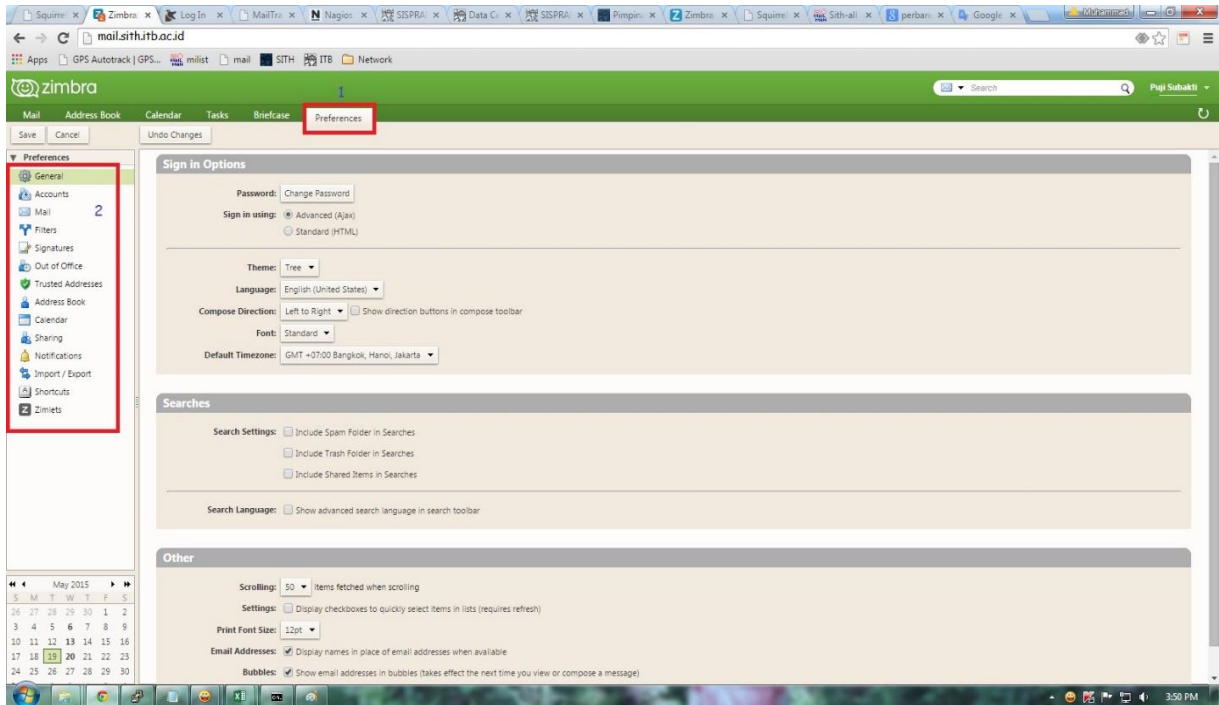 Squirre Zimbra Log In MailTra Nagios SISPRA Data Ce SISPRA Pimpin Zimbra Squirre Sith-all perban Google
mail.sith.itb.ac.id
Apps GPS Autotrack | GPS... milist mail SITH ITB Network
zimbra Search Puji Subakti
1
Mail Address Book Calendar Tasks Briefcase Preferences
Save Cancel Undo Changes
Preferences
General
Accounts
Mail 2
Filters
Signatures
Out of Office
Trusted Addresses
Address Book
Calendar
Sharing
Notifications
Import / Export
Shortcuts
Zimlets
Sign in Options
Password: Change Password
Sign in using: Advanced (Ajax)
Standard (HTML)
Theme: Tree
Language: English (United States)
Compose Direction: Left to Right Show direction buttons in compose toolbar
Font: Standard
Default Timezone: GMT +07:00 Bangkok, Hanoi, Jakarta
Searches
Search Settings: Include Spam Folder in Searches
Include Trash Folder in Searches
Include Shared Items in Searches
Search Language: Show advanced search language in search toolbar
Other
Scrolling: 50 items fetched when scrolling
Settings: Display checkboxes to quickly select items in lists (requires refresh)
Print Font Size: 12pt
Email Addresses: Display names in place of email addresses when available
Bubbles: Show email addresses in bubbles (takes effect the next time you view or compose a message)
May 2015
S M T W T F S
26 27 28 29 30 1 2
3 4 5 6 7 8 9
10 11 12 13 14 15 16
17 18 19 20 21 22 23
24 25 26 27 28 29 30
3:50 PM